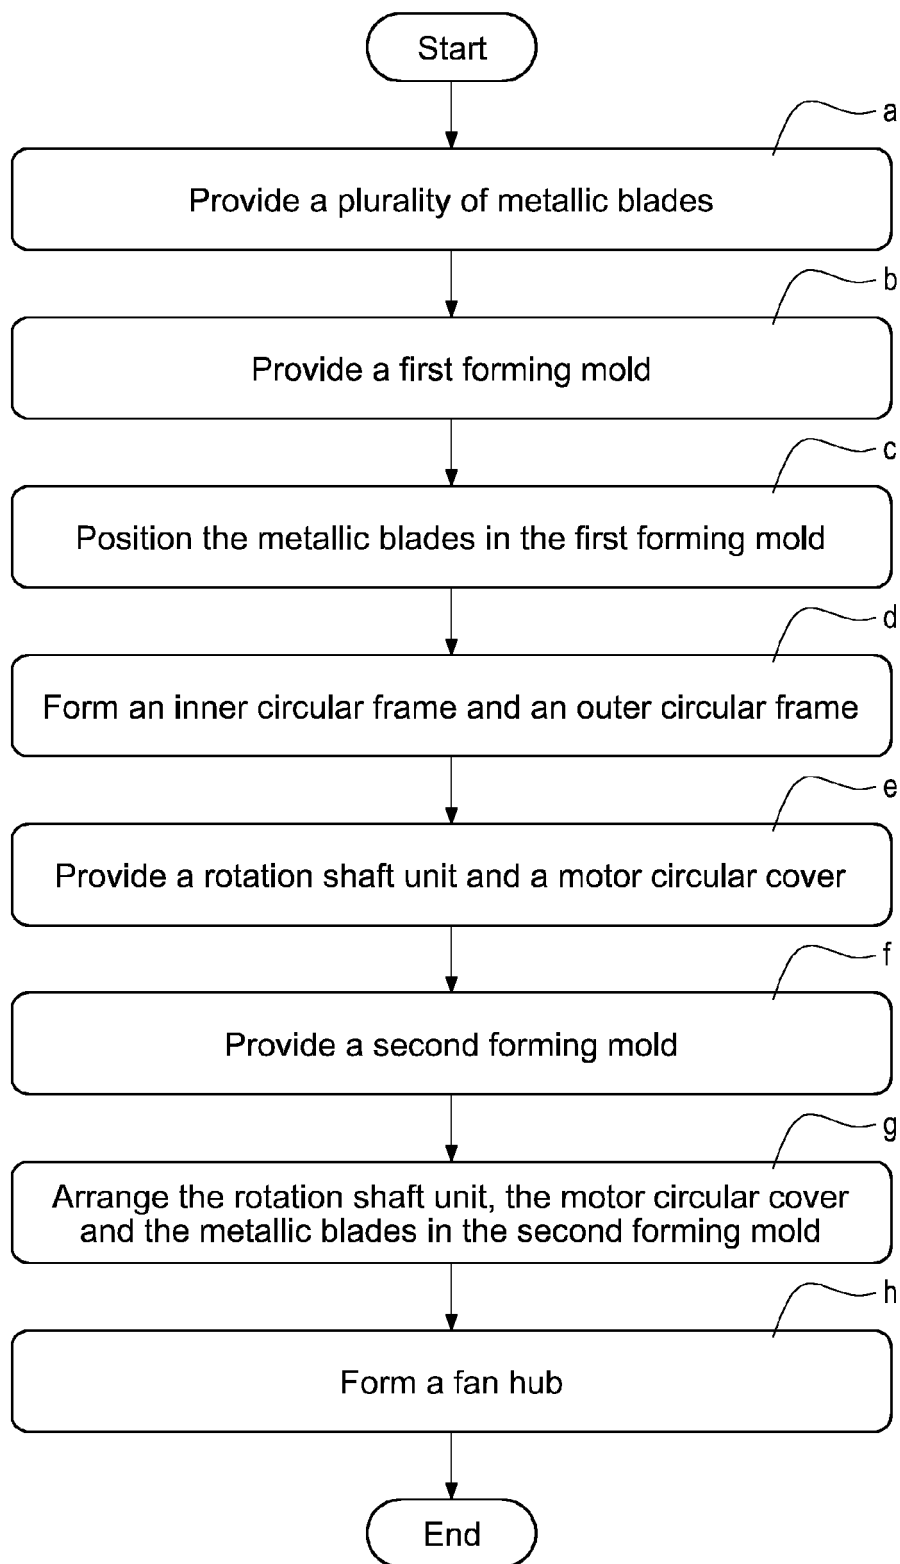 Start
a
Provide a plurality of metallic blades
b
Provide a first forming mold
c
Position the metallic blades in the first forming mold
d
Form an inner circular frame and an outer circular frame
e
Provide a rotation shaft unit and a motor circular cover
f
Provide a second forming mold
g
Arrange the rotation shaft unit, the motor circular cover
and the metallic blades in the second forming mold
h
Form a fan hub
End